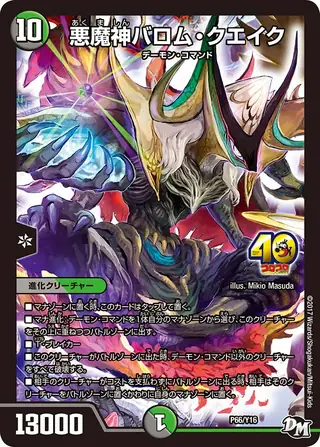 10
あくましん
悪魔神バロム・クエイク
デーモン・コマンド
40
コロコロ
illus. Mikio Masuda
進化クリーチャー
■マナゾーンに置く時、このカードはタップして置く。
■マナ進化:デーモン・コマンドを1体自分のマナゾーンから選び、このクリーチャー
をその上に重ねつつバトルゾーンに出す。
■T・ブレイカー
■このクリーチャーがバトルゾーンに出た時、デーモン・コマンド以外のクリーチャー
をすべて破壊する。
■相手のクリーチャーがコストを支払わずにバトルゾーンに出る時、相手はそのクリ
ーチャーをバトルゾーンに置くかわりに自身のマナゾーンに置く。
13000
1
P66/Y16
DM
©2017 Wizards/Shogakukan/Mitsui-Kids